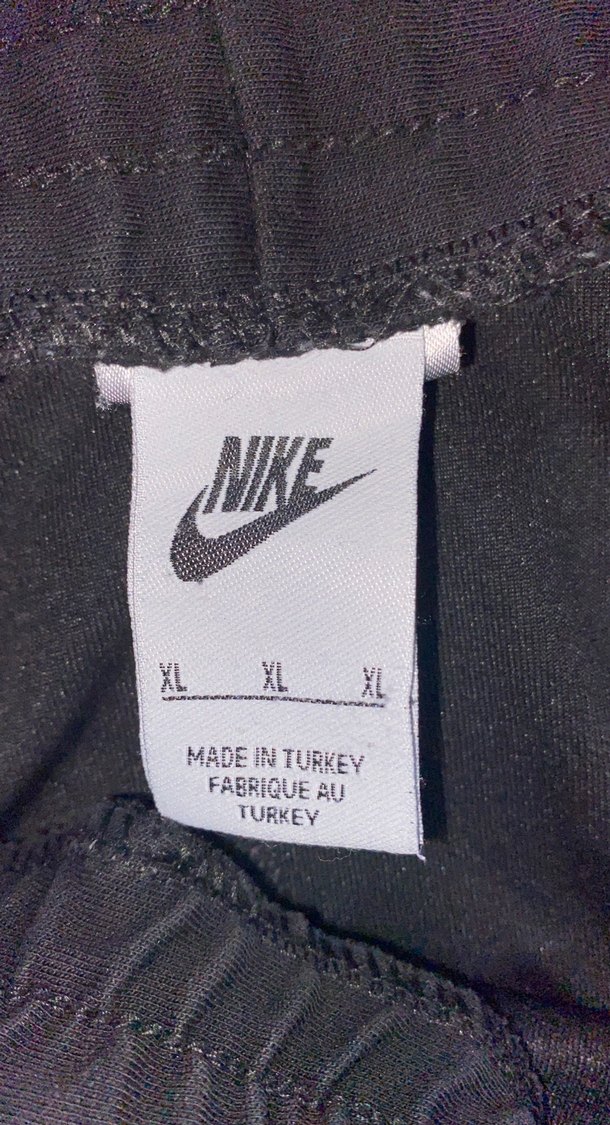 NIKE
XL XL XL
MADE IN TURKEY
FABRIQUE AU
TURKEY